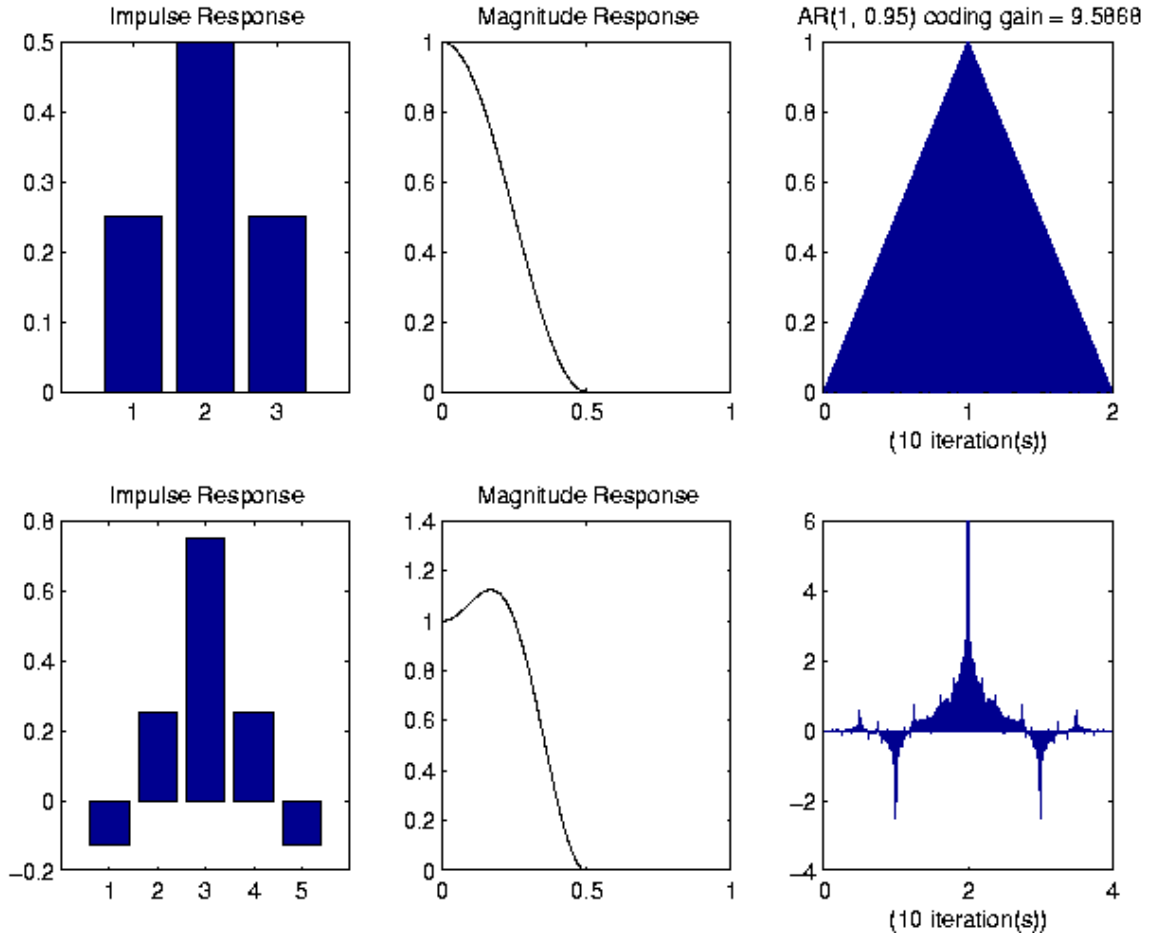 Impulse Response
0.5
0.4
0.3
0.2
0.1
0
1 2 3
Magnitude Response
1
0.8
0.6
0.4
0.2
0
0 0.5 1
AR(1, 0.95) coding gain = 9.5868
1
0.8
0.6
0.4
0.2
0
0 1 2
(10 iteration(s))
Impulse Response
0.8
0.6
0.4
0.2
0
−0.2
1 2 3 4 5
Magnitude Response
1.4
1.2
1
0.8
0.6
0.4
0.2
0
0 0.5 1
6
4
2
0
−2
−4
0 2 4
(10 iteration(s))